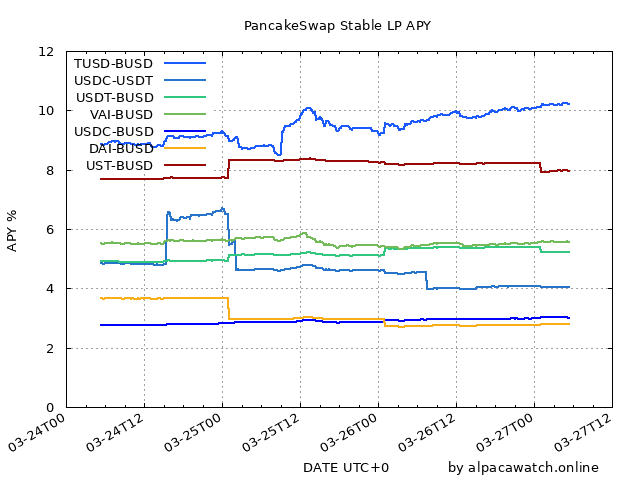 PancakeSwap Stable LP APY
APY %
12
10
8
6
4
2
0
TUSD-BUSD
USDC-USDT
USDT-BUSD
VAI-BUSD
USDC-BUSD
DAI-BUSD
UST-BUSD
03-24T00
03-24T12
03-25T00
03-25T12
03-26T00
03-26T12
03-27T00
03-27T12
DATE UTC+0
by alpacawatch.online